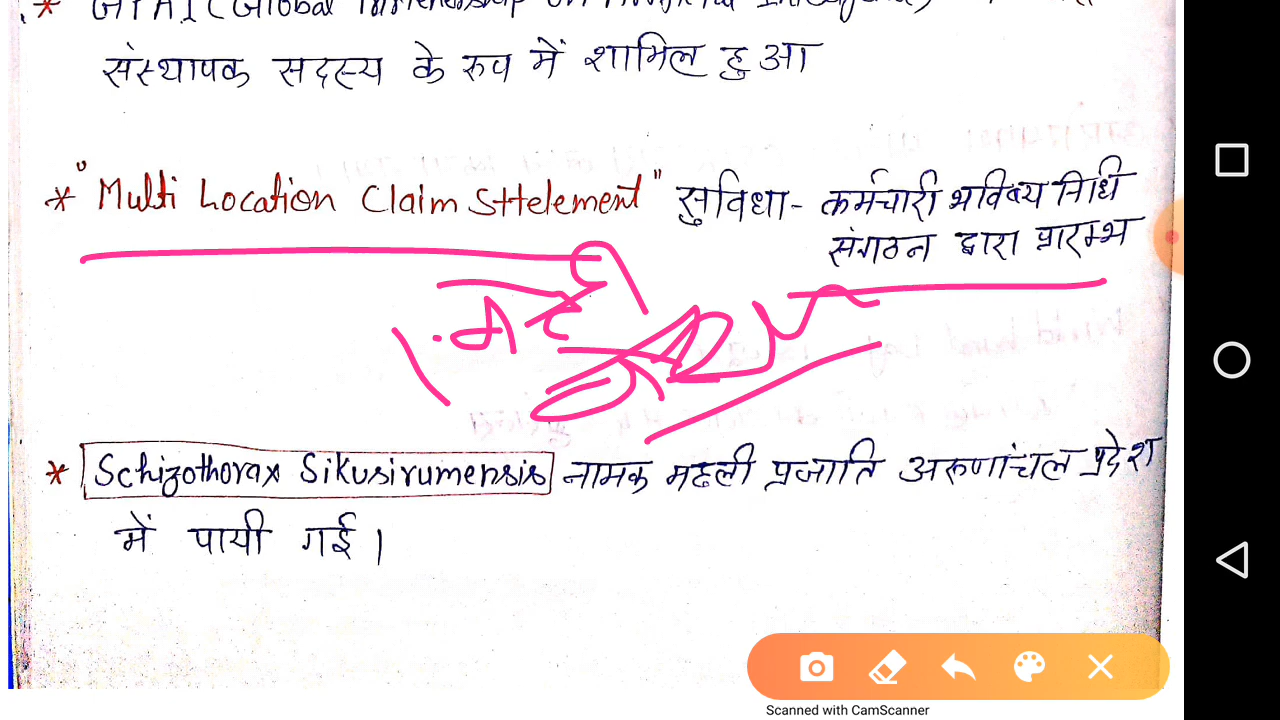 संस्थापक सदस्य के रुप में शामिल हुआ
* "Multi Location Claim Sttelement" सुविधा- कर्मचारी भविष्य निधि
संगठन द्वारा प्रारम्भ
* Schizothorax Sikusirumensis नामक मछली प्रजाति अरुणांचल प्रदेश
में पायी गई।
Scanned with CamScanner